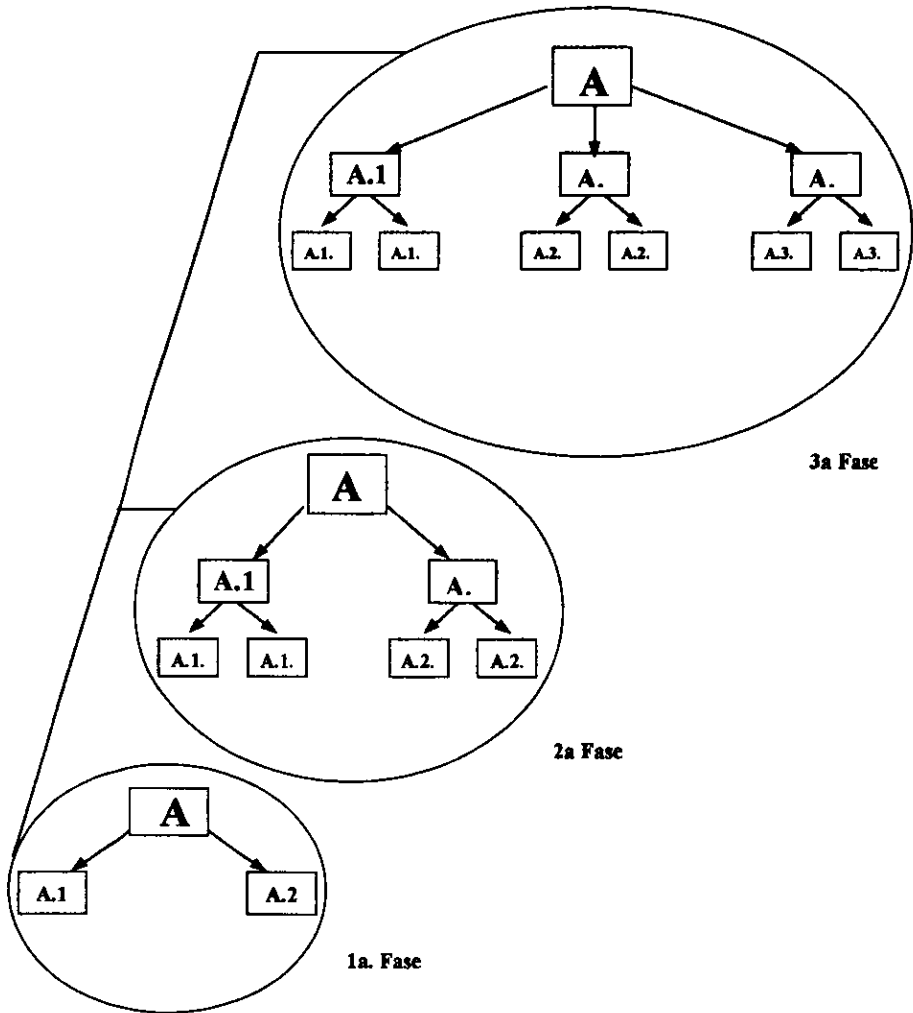 A
A.1 A. A.
A.1. A.1. A.2. A.2. A.3. A.3.
3a Fase
A
A.1 A.
A.1. A.1. A.2. A.2.
2a Fase
A
A.1 A.2
1a. Fase